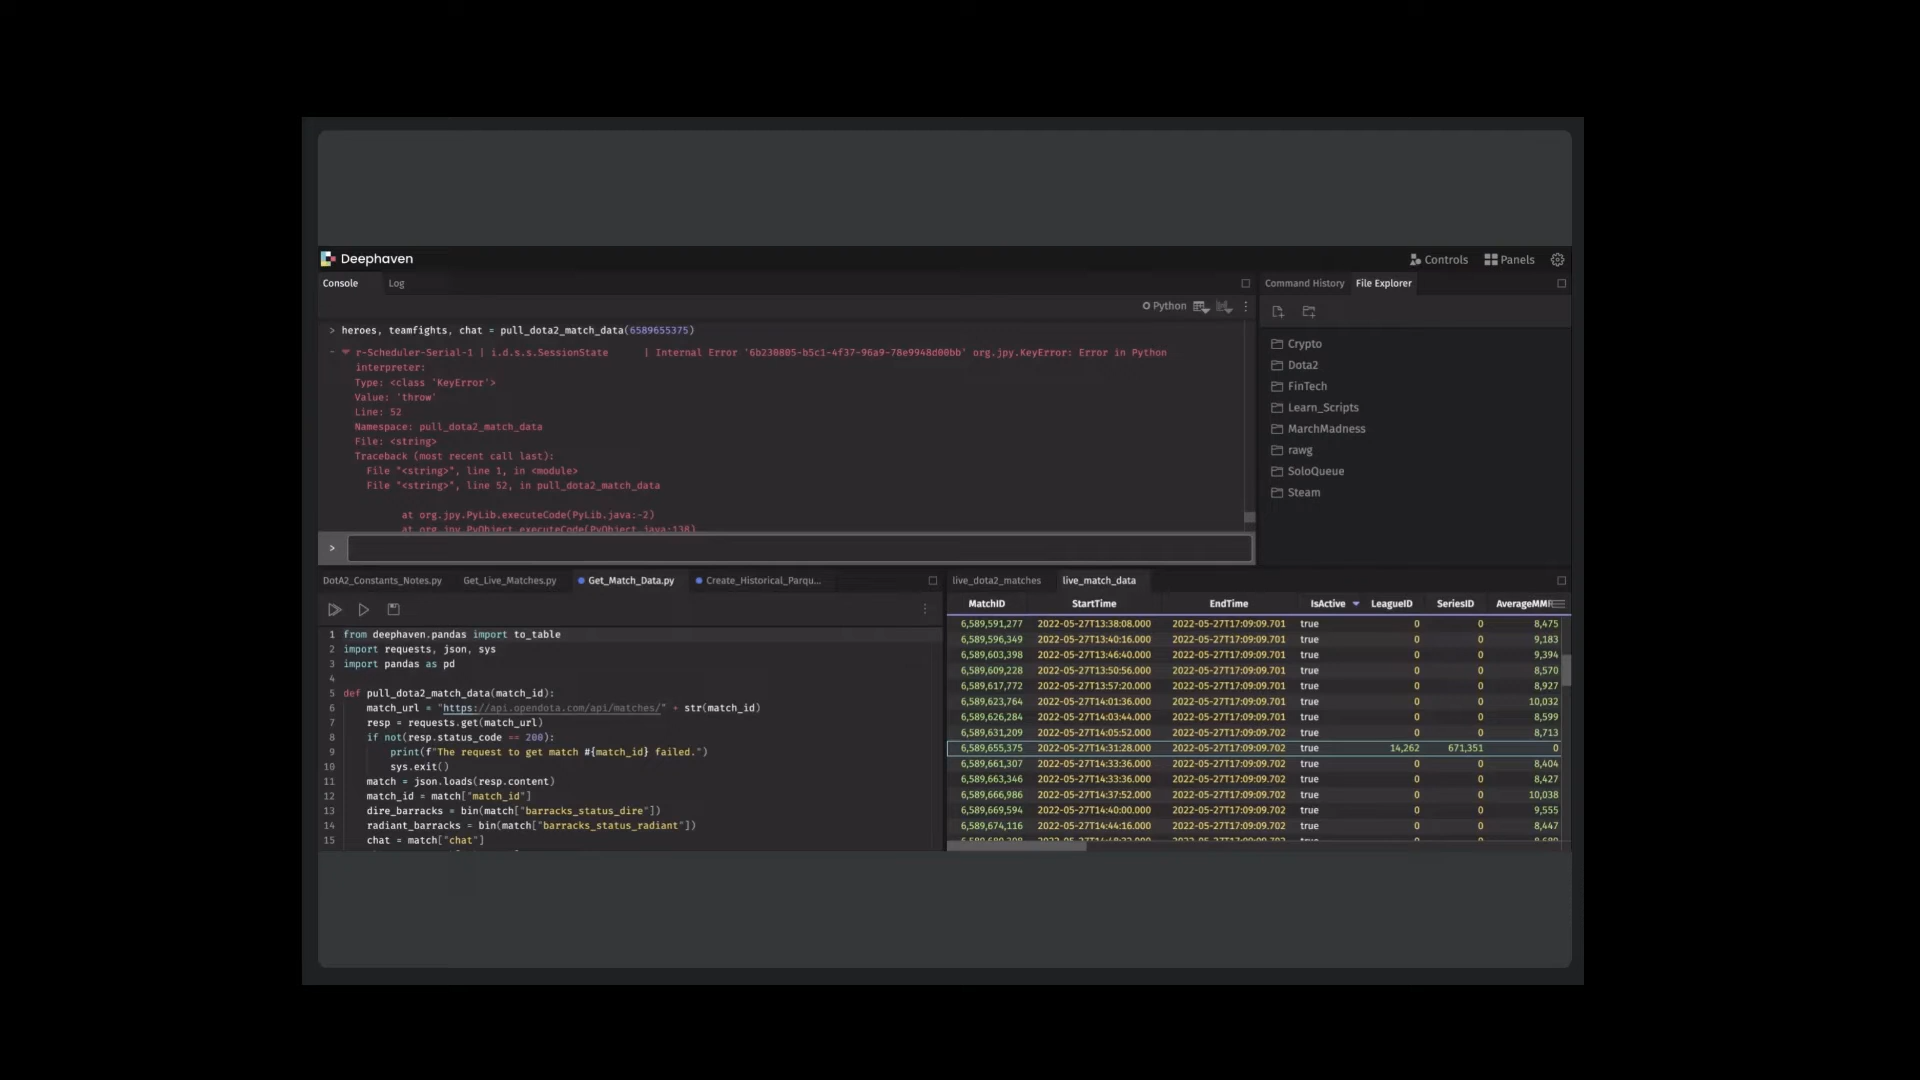 Deephaven
Controls Panels
Console Log
Command History File Explorer
Python
> heroes, teamfights, chat = pull_dota2_match_data(6589655375)
- r-Scheduler-Serial-1 | i.d.s.s.SessionState | Internal Error '6b230805-b5c1-4f37-96a9-78e9948d00bb' org.jpy.KeyError: Error in Python
interpreter:
Type: <class 'KeyError'>
Value: 'throw'
Line: 52
Namespace: pull_dota2_match_data
File: <string>
Traceback (most recent call last):
File "<string>", line 1, in <module>
File "<string>", line 52, in pull_dota2_match_data
at org.jpy.PyLib.executeCode(PyLib.java:-2)
at org.jpy.PyObject.executeCode(PyObject.java:138)
>
Crypto
Dota2
FinTech
Learn_Scripts
MarchMadness
rawg
SoloQueue
Steam
DotA2_Constants_Notes.py Get_Live_Matches.py Get_Match_Data.py Create_Historical_Parqu...
1 from deephaven.pandas import to_table
2 import requests, json, sys
3 import pandas as pd
4
5 def pull_dota2_match_data(match_id):
6 match_url = "https://api.opendota.com/api/matches/" + str(match_id)
7 resp = requests.get(match_url)
8 if not(resp.status_code == 200):
9 print(f"The request to get match #{match_id} failed.")
10 sys.exit()
11 match = json.loads(resp.content)
12 match_id = match["match_id"]
13 dire_barracks = bin(match["barracks_status_dire"])
14 radiant_barracks = bin(match["barracks_status_radiant"])
15 chat = match["chat"]
live_dota2_matches live_match_data
MatchID StartTime EndTime IsActive LeagueID SeriesID AverageMMR
6,589,591,277 2022-05-27T13:38:08.000 2022-05-27T17:09:09.701 true 0 0 8,475
6,589,596,349 2022-05-27T13:40:16.000 2022-05-27T17:09:09.701 true 0 0 9,183
6,589,603,398 2022-05-27T13:46:40.000 2022-05-27T17:09:09.701 true 0 0 9,394
6,589,609,228 2022-05-27T13:50:56.000 2022-05-27T17:09:09.701 true 0 0 8,570
6,589,617,772 2022-05-27T13:57:20.000 2022-05-27T17:09:09.701 true 0 0 8,927
6,589,623,764 2022-05-27T14:01:36.000 2022-05-27T17:09:09.701 true 0 0 10,032
6,589,626,284 2022-05-27T14:03:44.000 2022-05-27T17:09:09.701 true 0 0 8,599
6,589,631,209 2022-05-27T14:05:52.000 2022-05-27T17:09:09.702 true 0 0 8,713
6,589,655,375 2022-05-27T14:31:28.000 2022-05-27T17:09:09.702 true 14,262 671,351 0
6,589,661,307 2022-05-27T14:33:36.000 2022-05-27T17:09:09.702 true 0 0 8,404
6,589,663,346 2022-05-27T14:33:36.000 2022-05-27T17:09:09.702 true 0 0 8,427
6,589,666,986 2022-05-27T14:37:52.000 2022-05-27T17:09:09.702 true 0 0 10,038
6,589,669,594 2022-05-27T14:40:00.000 2022-05-27T17:09:09.702 true 0 0 9,555
6,589,674,116 2022-05-27T14:44:16.000 2022-05-27T17:09:09.702 true 0 0 8,447